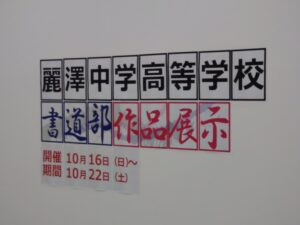 麗澤中学高等学校
書道部作品展示
開催 10月16日(日)~
期間 10月22日(土)